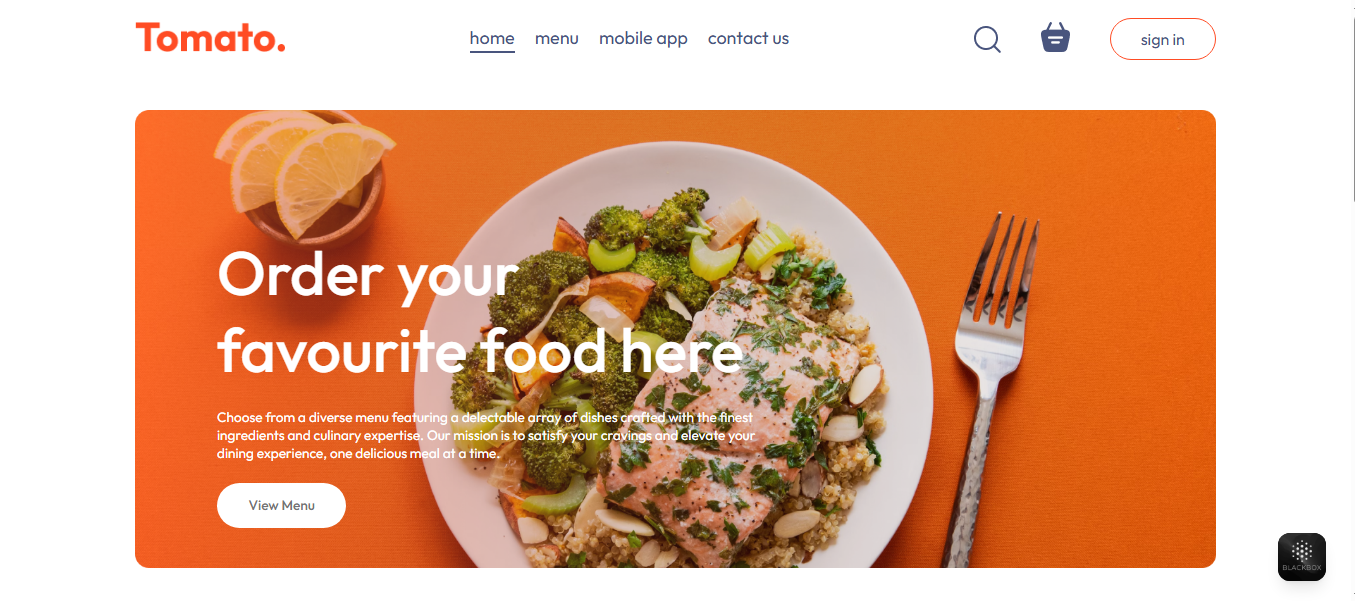 Tomato.
home menu mobile app contact us
sign in
Order your
favourite food here
Choose from a diverse menu featuring a delectable array of dishes crafted with the finest
ingredients and culinary expertise. Our mission is to satisfy your cravings and elevate your
dining experience, one delicious meal at a time.
View Menu
BLACKBOX